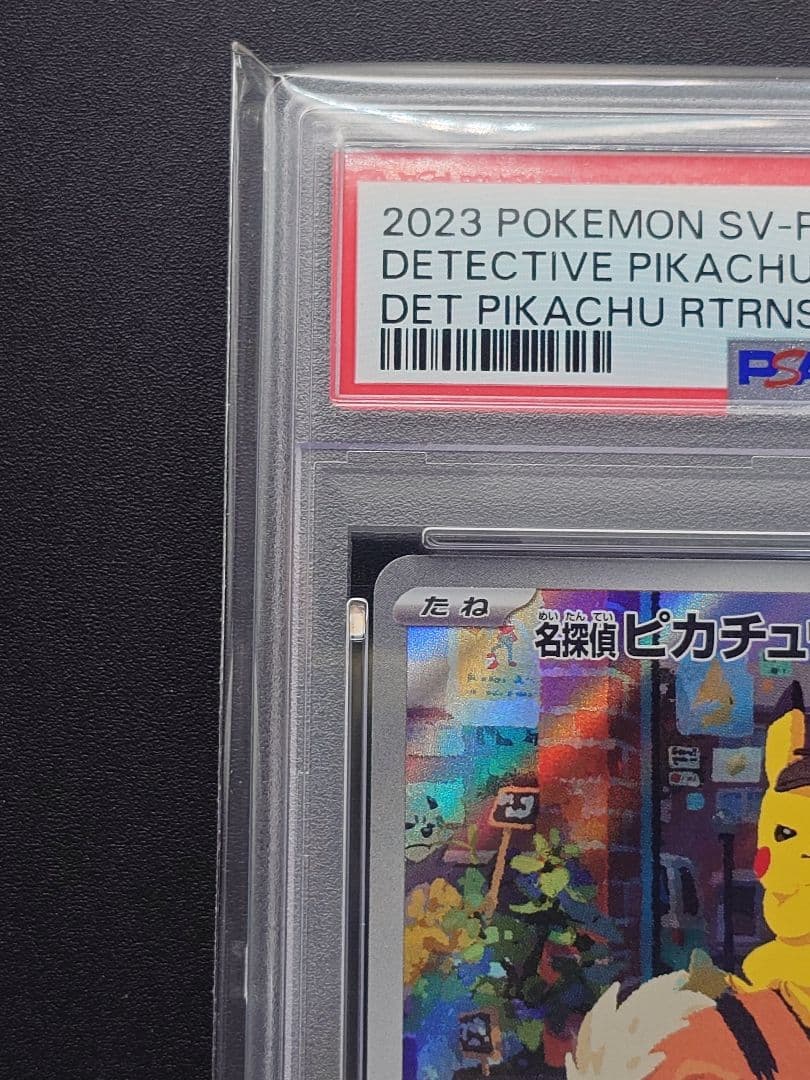 2023 POKEMON SV-P
DETECTIVE PIKACHU
DET PIKACHU RTRNS
PSA
たね
めいたんてい
名探偵ピカチュ